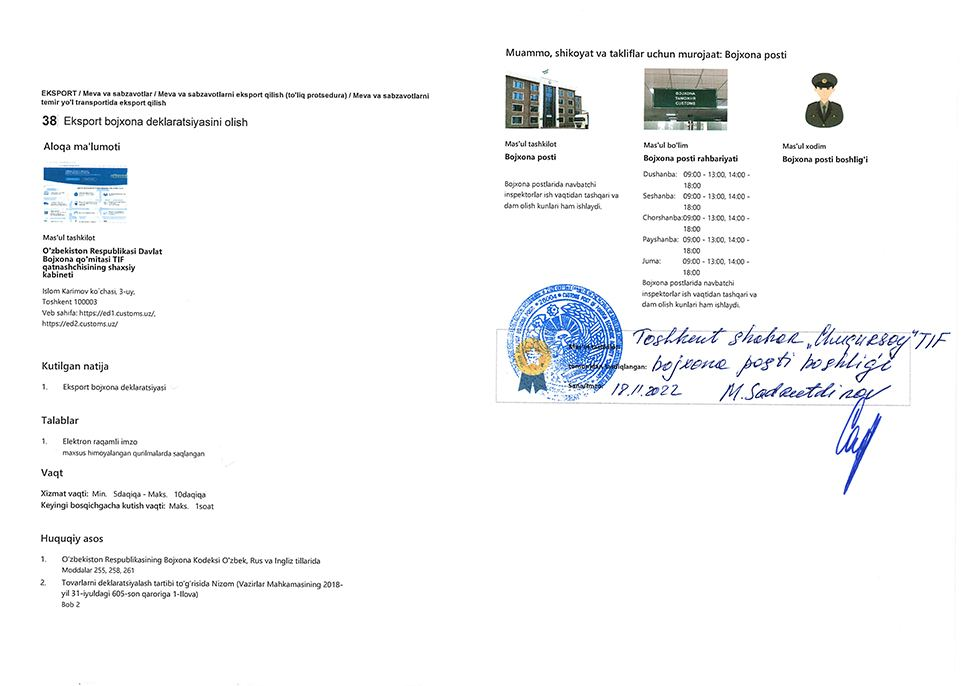 EKSPORT / Meva va sabzavotlar / Meva va sabzavotlarni eksport qilish (to'liq protsedura) / Meva va sabzavotlarni
temir yo'l transportida eksport qilish
38 Eksport bojxona deklaratsiyasini olish
Aloqa ma'lumoti
Mas'ul tashkilot
O'zbekiston Respublikasi Davlat
Bojxona qo'mitasi TIF
qatnashchisining shaxsiy
kabineti
Islom Karimov ko'chasi, 3-uy,
Toshkent 100003
Veb sahifa: https://ed1.customs.uz/,
https://ed2.customs.uz/
Kutilgan natija
1. Eksport bojxona deklaratsiyasi
Talablar
1. Elektron raqamli imzo
maxsus himoyalangan qurilmalarda saqlangan
Vaqt
Xizmat vaqti: Min. 5daqiqa - Maks. 10daqiqa
Keyingi bosqichgacha kutish vaqti: Maks. 1soat
Huquqiy asos
1. O'zbekiston Respublikasining Bojxona Kodeksi O'zbek, Rus va Ingliz tillarida
Moddalar 255, 258, 261
2. Tovarlarni deklaratsiyalash tartibi to'g'risida Nizom (Vazirlar Mahkamasining 2018-
yil 31-iyuldagi 605-son qaroriga 1-Ilova)
Bob 2
Muammo, shikoyat va takliflar uchun murojaat: Bojxona posti
BOJXONA
ТАМОЖНЯ
CUSTOMS
Mas'ul tashkilot
Bojxona posti
Bojxona postlarida navbatchi
inspektorlar ish vaqtidan tashqari va
dam olish kunlari ham ishlaydi.
Mas'ul bo'lim
Bojxona posti rahbariyati
Dushanba: 09:00 - 13:00, 14:00 -
18:00
Seshanba: 09:00 - 13:00, 14:00 -
18:00
Chorshanba: 09:00 - 13:00, 14:00 -
18:00
Payshanba: 09:00 - 13:00, 14:00 -
18:00
Juma: 09:00 - 13:00, 14:00 -
18:00
Bojxona postlarida navbatchi
inspektorlar ish vaqtidan tashqari va
dam olish kunlari ham ishlaydi.
Mas'ul xodim
Bojxona posti boshlig'i
Toshkent shahar „Chuqursoy" TIF
tomonidan tasdiqlangan: bojxona posti boshlig'i
Sana/Imzo: 18.11.2022 M.Sadautdinov